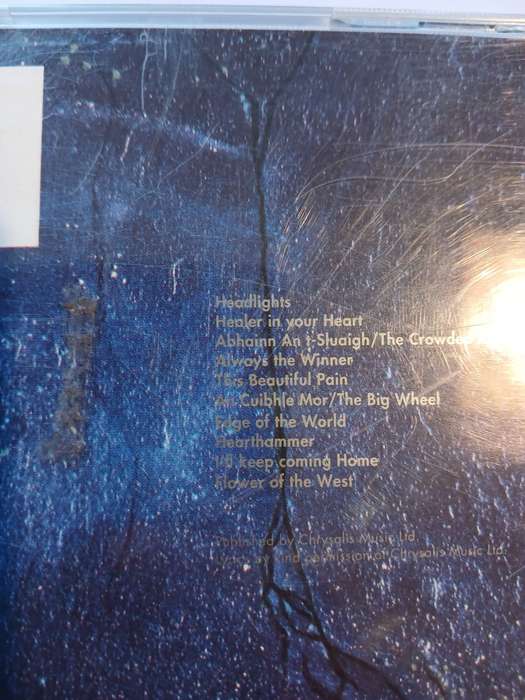 Headlights
Healer in your Heart
Abhainn An t-Sluaigh/The Crowded
Always the Winner
This Beautiful Pain
An Cuibhle Mor/The Big Wheel
Edge of the World
Hearthammer
I'll keep coming Home
Flower of the West
Published by Chrysalis Music Ltd.
Lyrics by kind permission of Chrysalis Music Ltd.